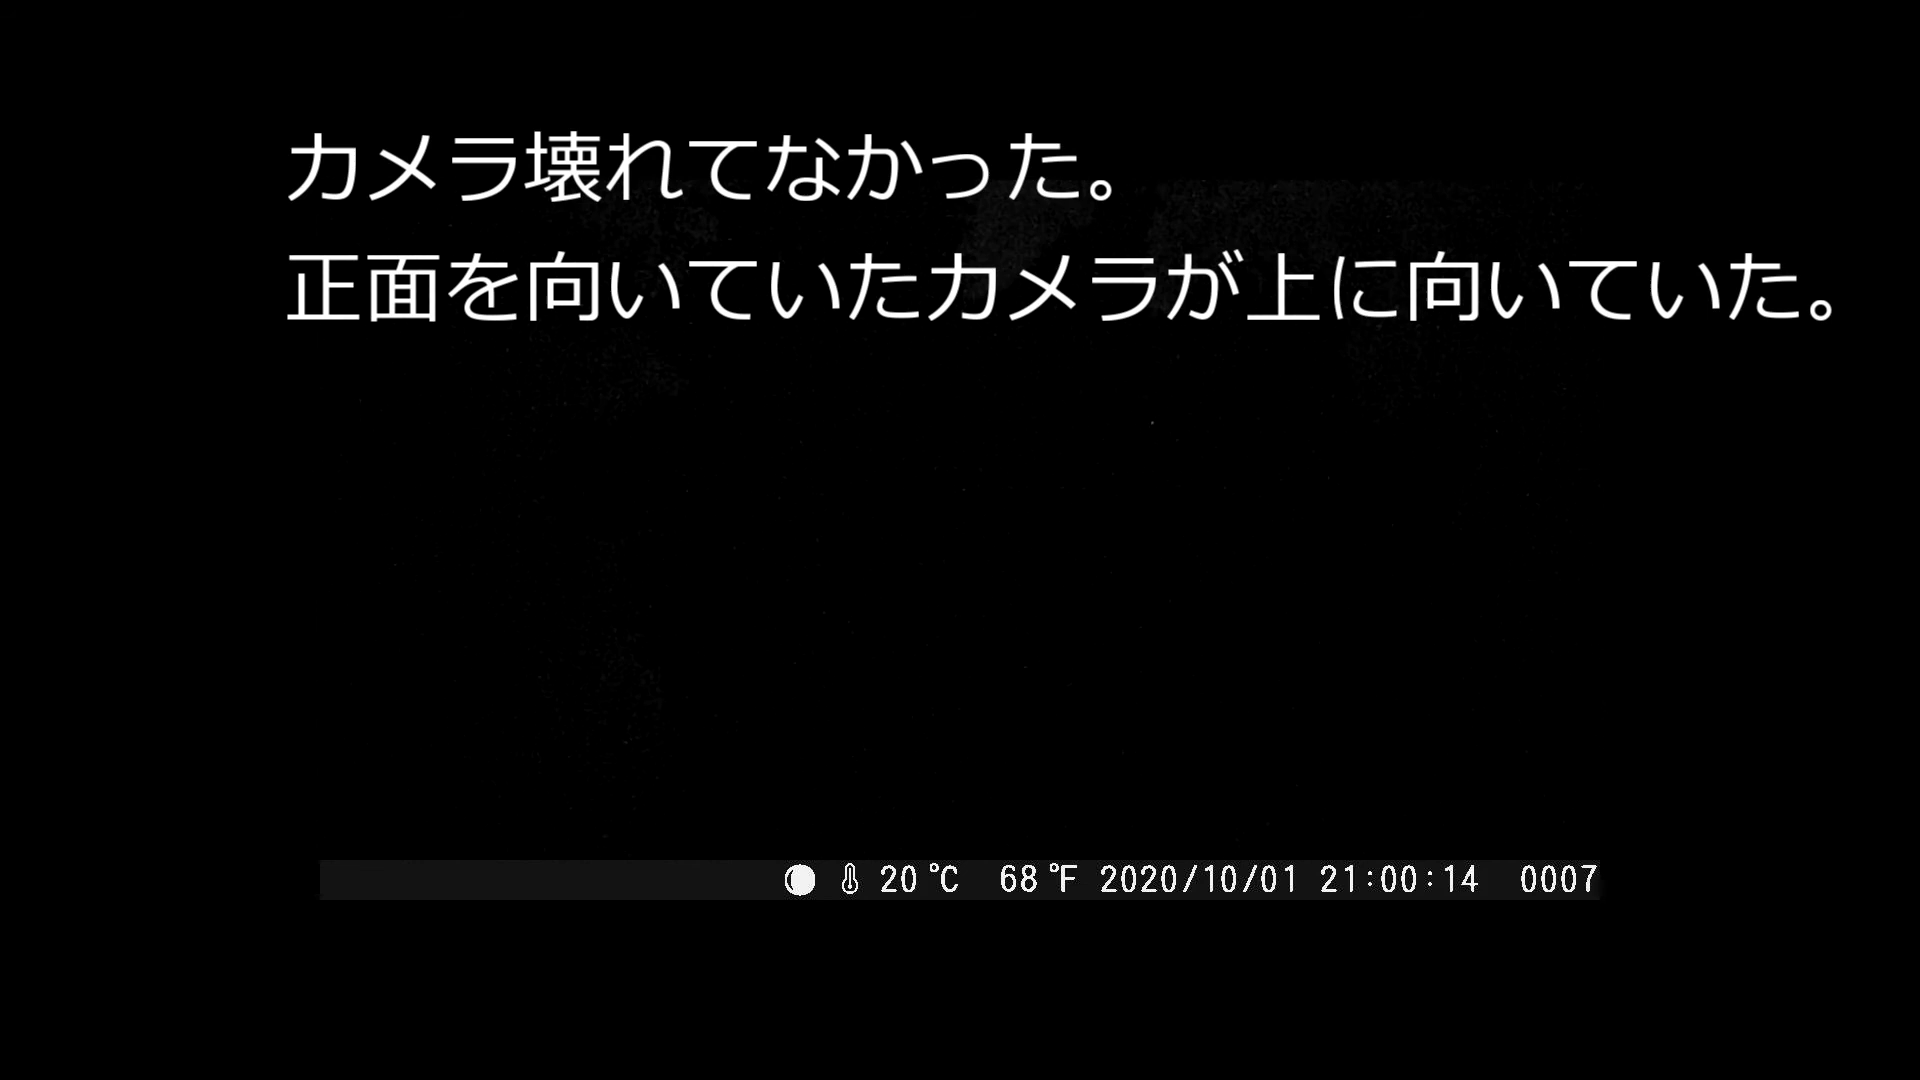 カメラ壊れてなかった。
正面を向いていたカメラが上に向いていた。
20℃ 68℉ 2020/10/01 21:00:14 0007